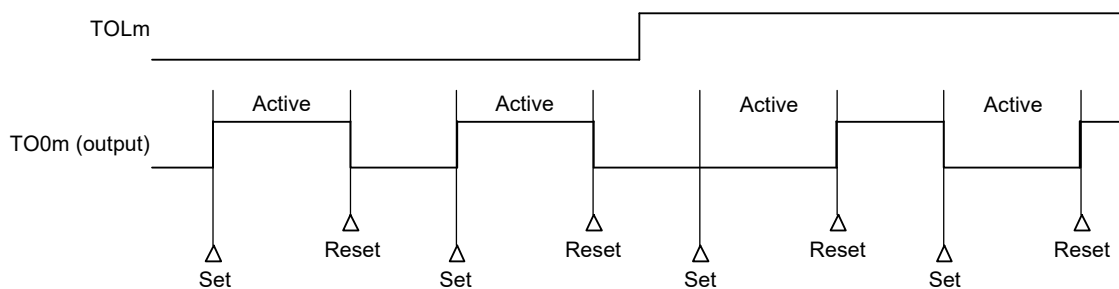 TOLm
Active
Active
Active
Active
TO0m (output)
Reset
Reset
Reset
Reset
Set
Set
Set
Set